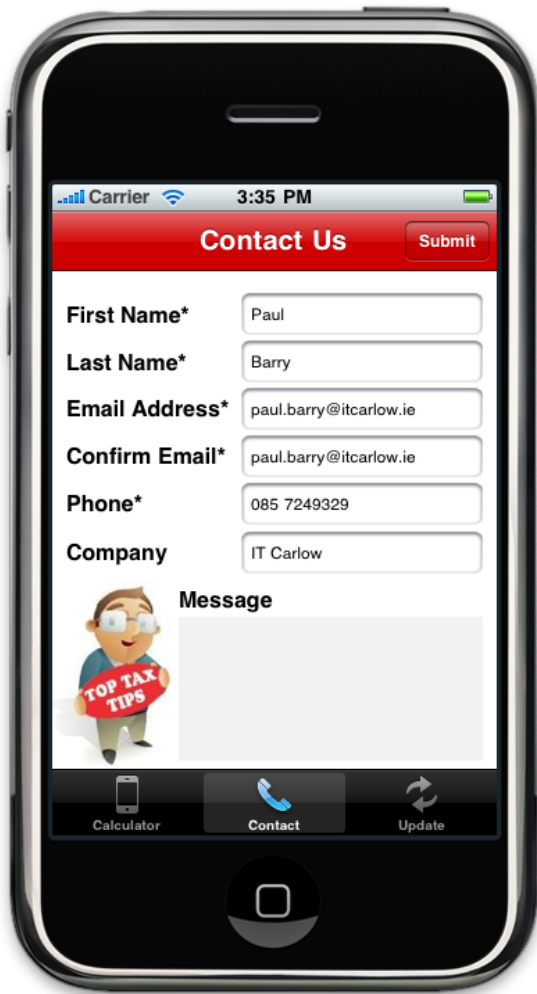 Carrier 3:35 PM
Contact Us Submit
First Name* Paul
Last Name* Barry
Email Address* paul.barry@itcarlow.ie
Confirm Email* paul.barry@itcarlow.ie
Phone* 085 7249329
Company IT Carlow
Message
TOP TAX
TIPS
Calculator Contact Update